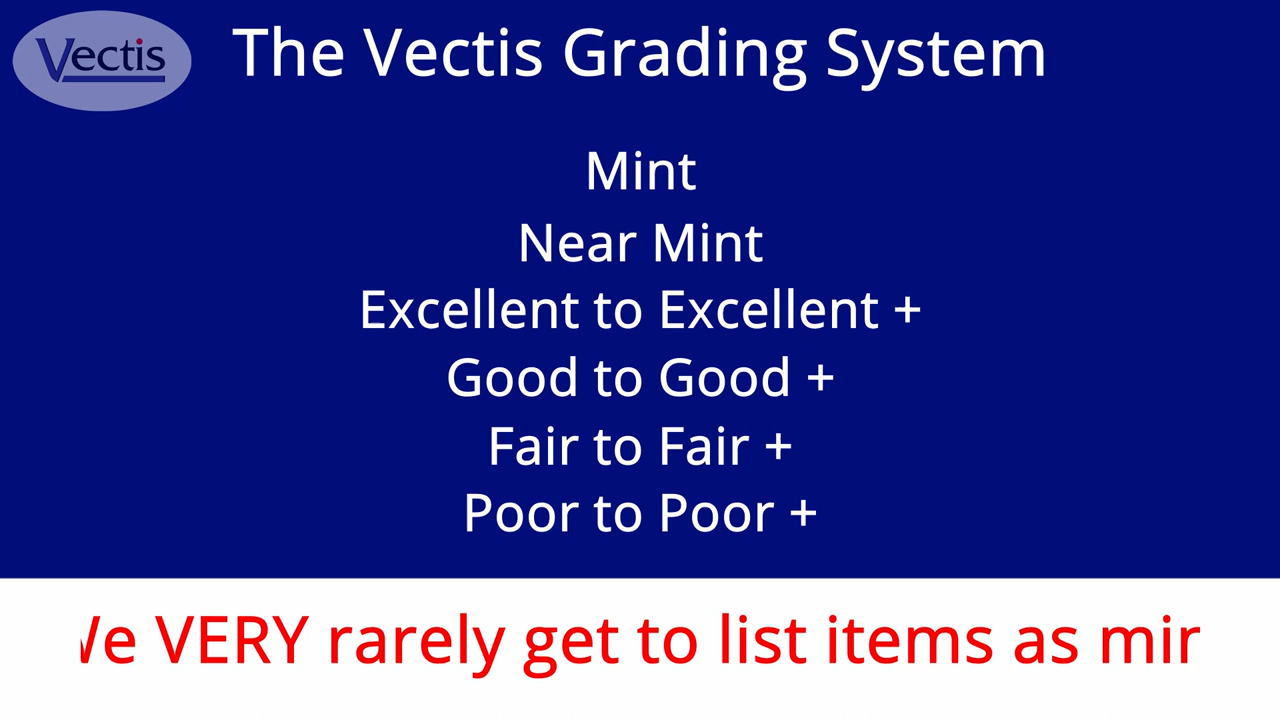 Vectis
The Vectis Grading System
Mint
Near Mint
Excellent to Excellent +
Good to Good +
Fair to Fair +
Poor to Poor +
We VERY rarely get to list items as